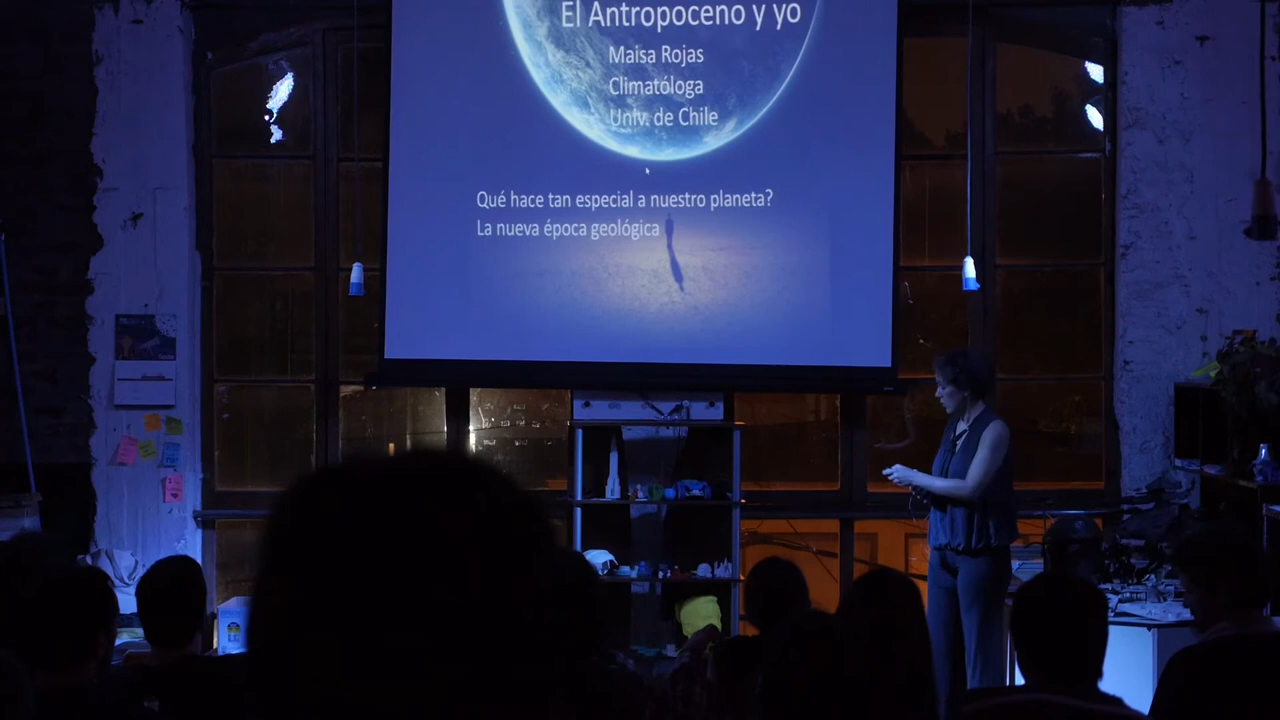 El Antropoceno y yo
Maisa Rojas
Climatóloga
Univ. de Chile
Qué hace tan especial a nuestro planeta?
La nueva época geológica